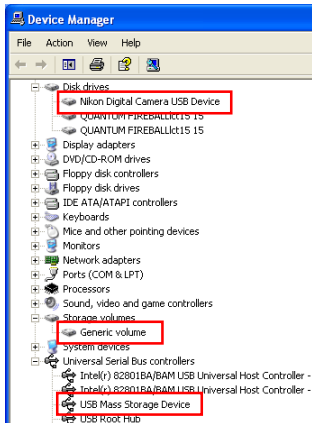 Device Manager
File Action View Help
Disk drives
Nikon Digital Camera USB Device
QUANTUM FIREBALLlct15 15
QUANTUM FIREBALLlct15 15
Display adapters
DVD/CD-ROM drives
Floppy disk controllers
Floppy disk drives
IDE ATA/ATAPI controllers
Keyboards
Mice and other pointing devices
Monitors
Network adapters
Ports (COM & LPT)
Processors
Sound, video and game controllers
Storage volumes
Generic volume
System devices
Universal Serial Bus controllers
Intel(r) 82801BA/BAM USB Universal Host Controller -
Intel(r) 82801BA/BAM USB Universal Host Controller -
USB Mass Storage Device
USB Root Hub